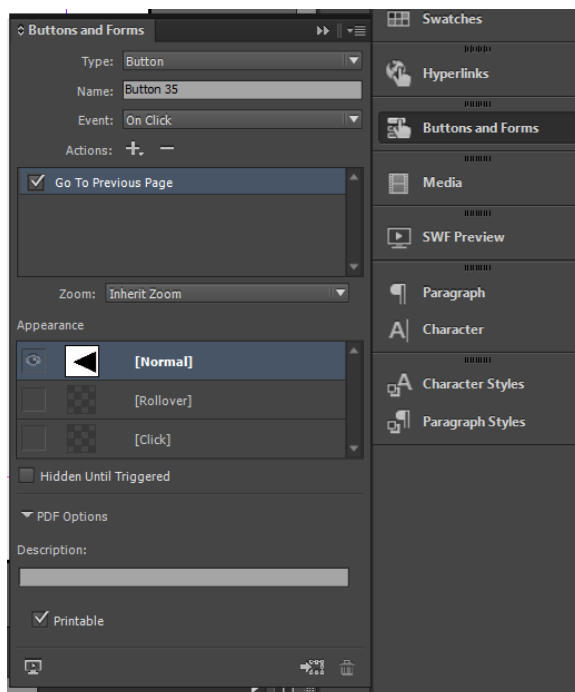 Buttons and Forms
Type: Button
Name: Button 35
Event: On Click
Actions:
Go To Previous Page
Zoom: Inherit Zoom
Appearance
[Normal]
[Rollover]
[Click]
Hidden Until Triggered
PDF Options
Description:
Printable
Swatches
Hyperlinks
Buttons and Forms
Media
SWF Preview
Paragraph
Character
Character Styles
Paragraph Styles